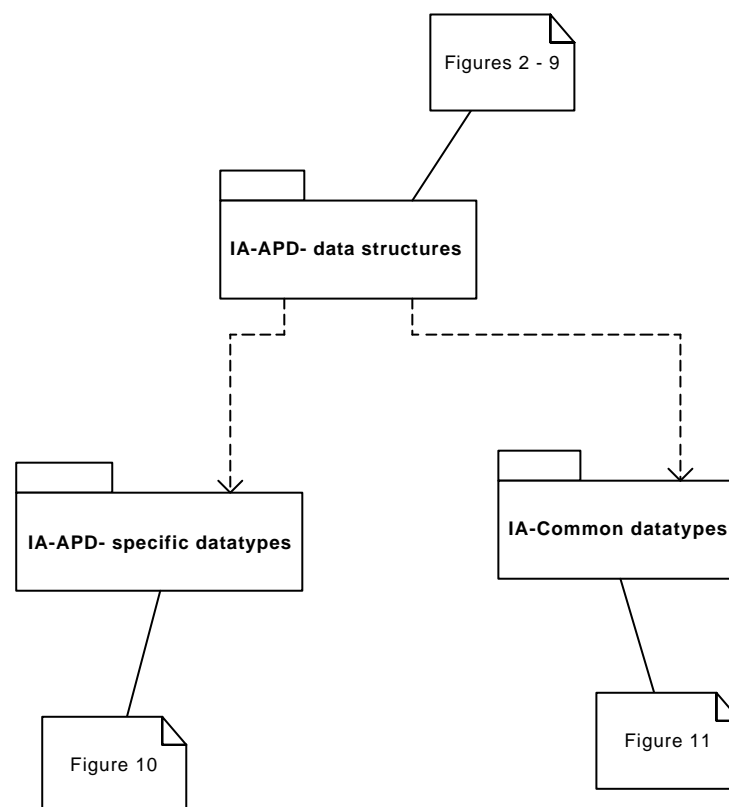 Figures 2 - 9
IA-APD- data structures
IA-APD- specific datatypes
IA-Common datatypes
Figure 10
Figure 11